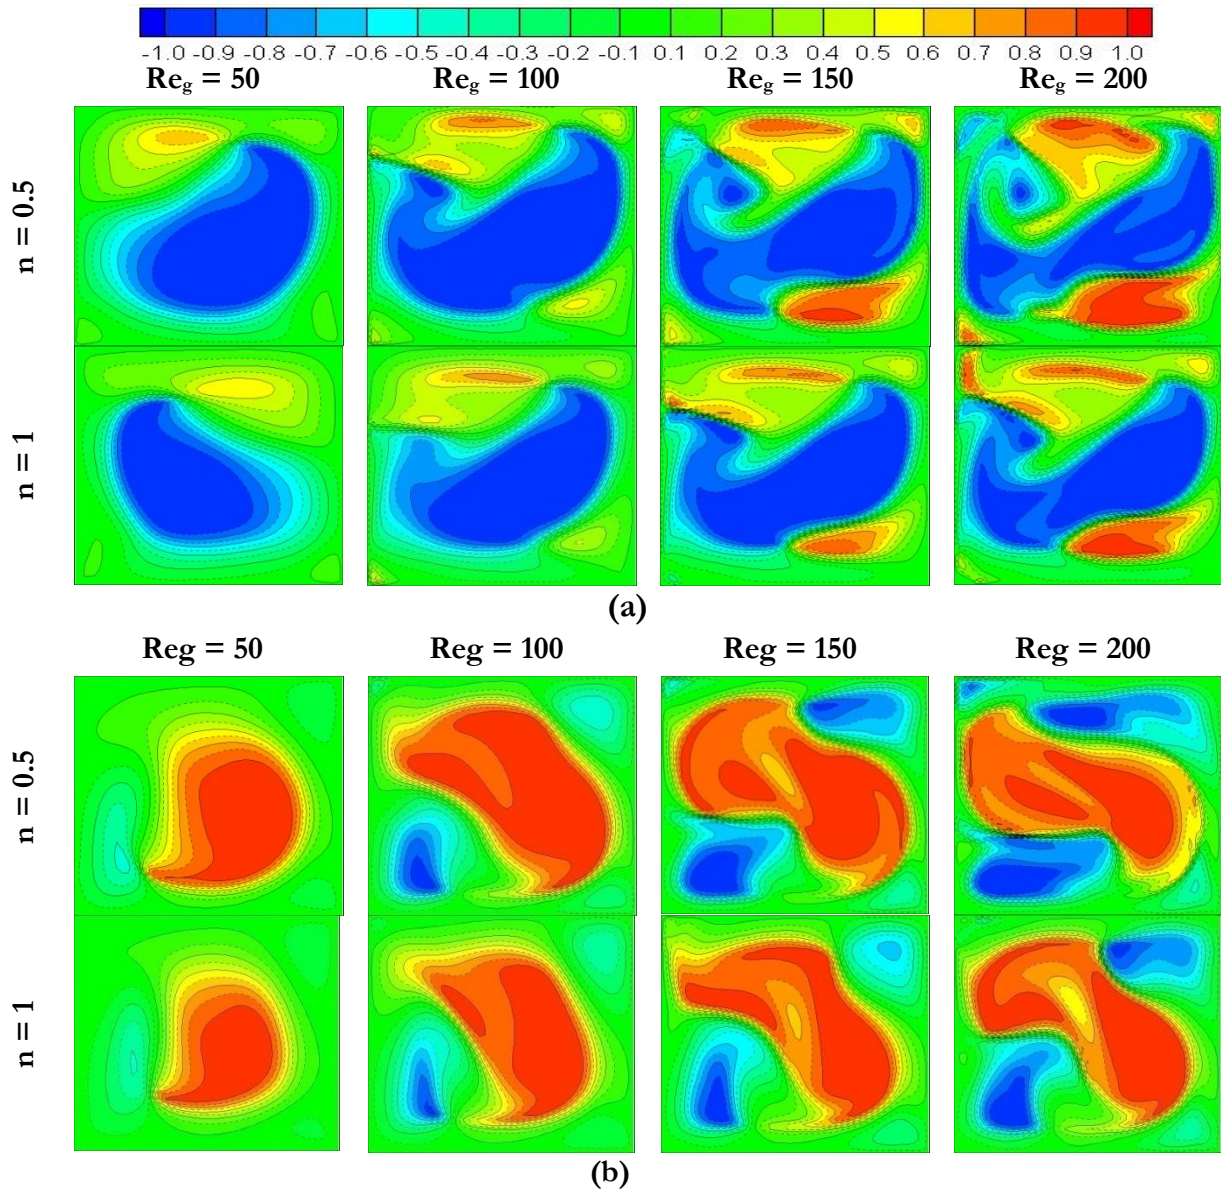 -1.0 -0.9 -0.8 -0.7 -0.6 -0.5 -0.4 -0.3 -0.2 -0.1 0.1 0.2 0.3 0.4 0.5 0.6 0.7 0.8 0.9 1.0
Reg = 50 Reg = 100 Reg = 150 Reg = 200
n = 0.5
n = 1
(a)
Reg = 50 Reg = 100 Reg = 150 Reg = 200
n = 0.5
n = 1
(b)